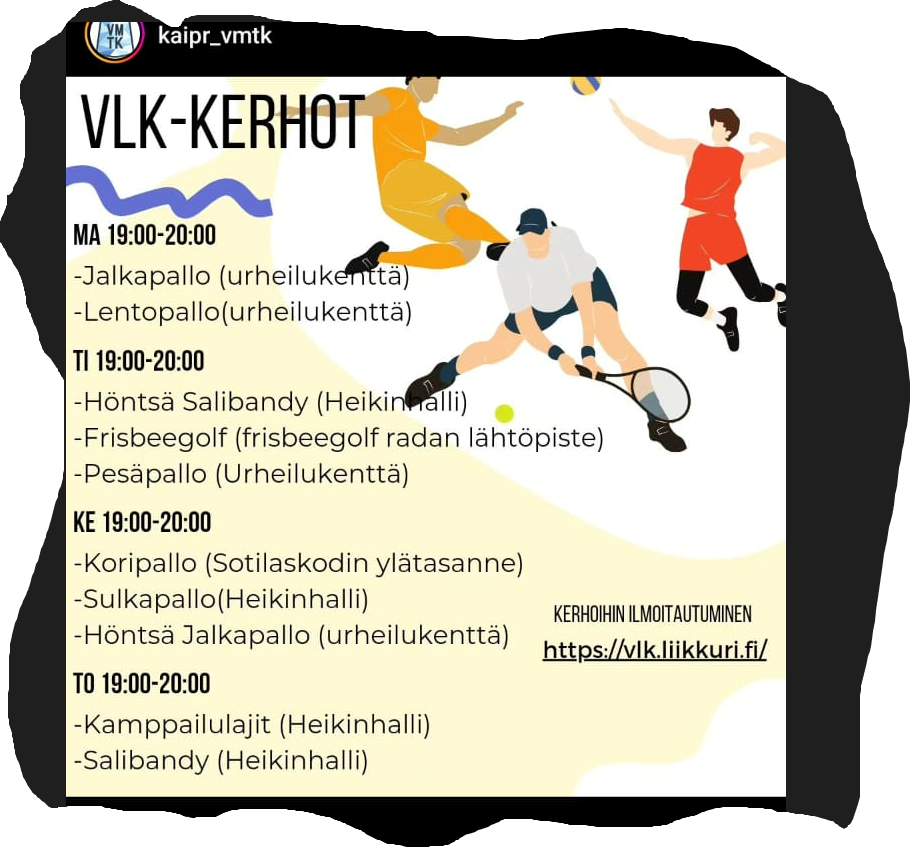 VM
TK
kaipr_vmtk
VLK-KERHOT
MA 19:00-20:00
-Jalkapallo (urheilukenttä)
-Lentopallo(urheilukenttä)
TI 19:00-20:00
-Höntsä Salibandy (Heikinhalli)
-Frisbeegolf (frisbeegolf radan lähtöpiste)
-Pesäpallo (Urheilukenttä)
KE 19:00-20:00
-Koripallo (Sotilaskodin ylätasanne)
-Sulkapallo(Heikinhalli)
-Höntsä Jalkapallo (urheilukenttä)
KERHOIHIN ILMOITAUTUMINEN
https://vlk.liikkuri.fi/
TO 19:00-20:00
-Kamppailulajit (Heikinhalli)
-Salibandy (Heikinhalli)